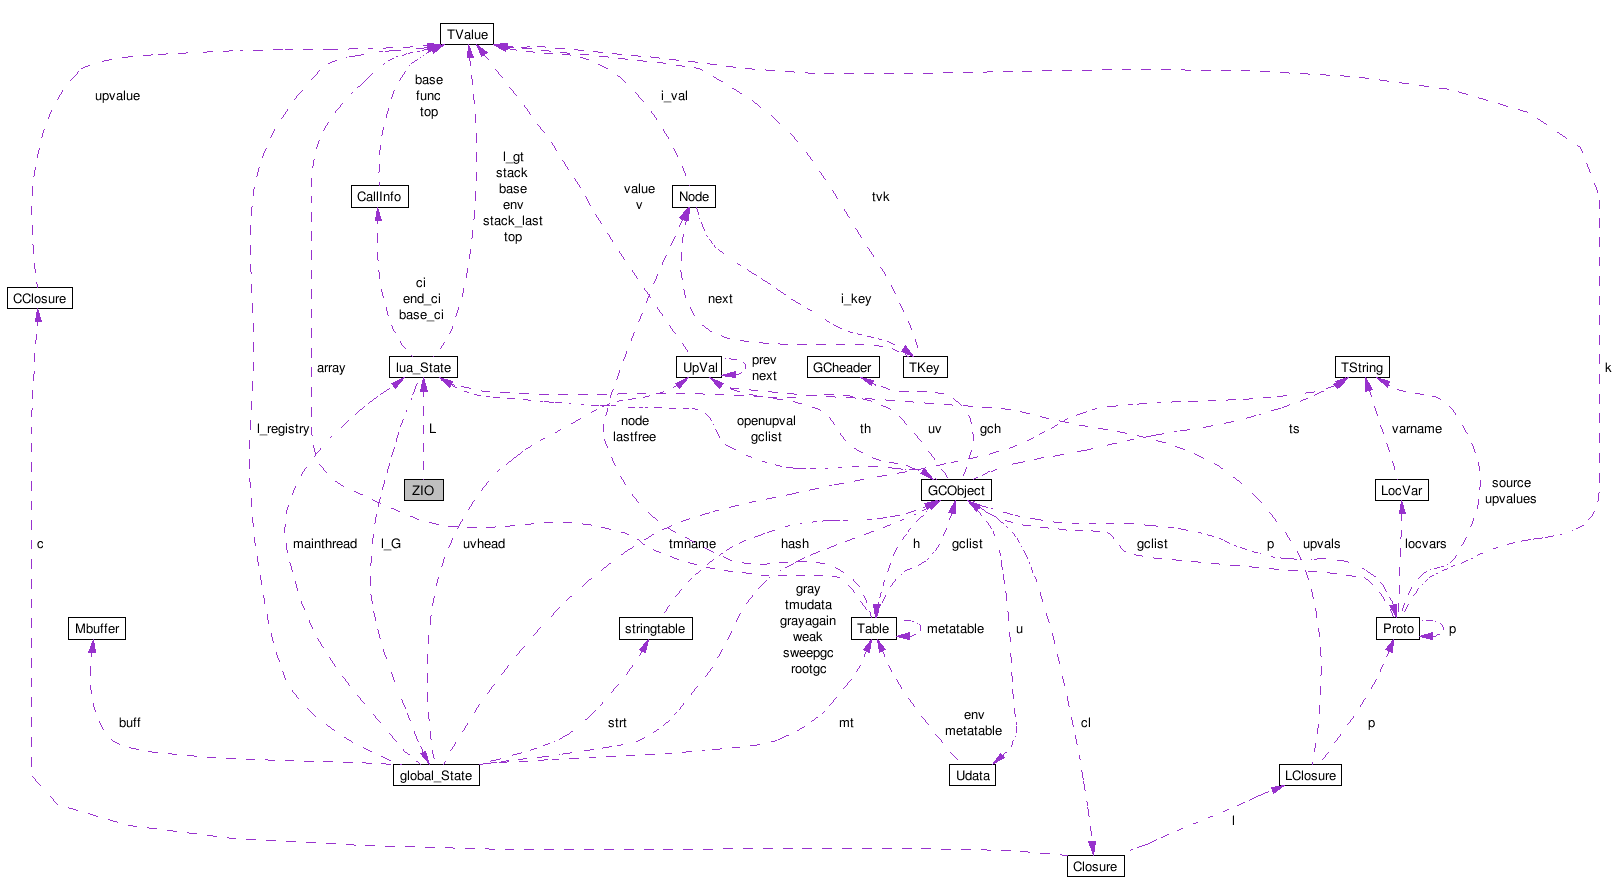 TValue
base
func
top
upvalue
i_val
l_gt
stack
base
env
stack_last
top
CallInfo
value
v
Node
tvk
CClosure
ci
end_ci
base_ci
next
i_key
array
lua_State
UpVal
prev
next
GCheader
TKey
TString
k
l_registry
L
node
lastfree
openupval
gclist
th
uv
gch
ts
varname
ZIO
GCObject
LocVar
source
upvalues
c
mainthread
l_G
uvhead
tmname
hash
h
gclist
gclist
p
upvals
locvars
gray
tmudata
grayagain
weak
sweepgc
rootgc
Mbuffer
stringtable
Table
metatable
u
Proto
p
buff
strt
mt
env
metatable
cl
p
global_State
Udata
LClosure
l
Closure